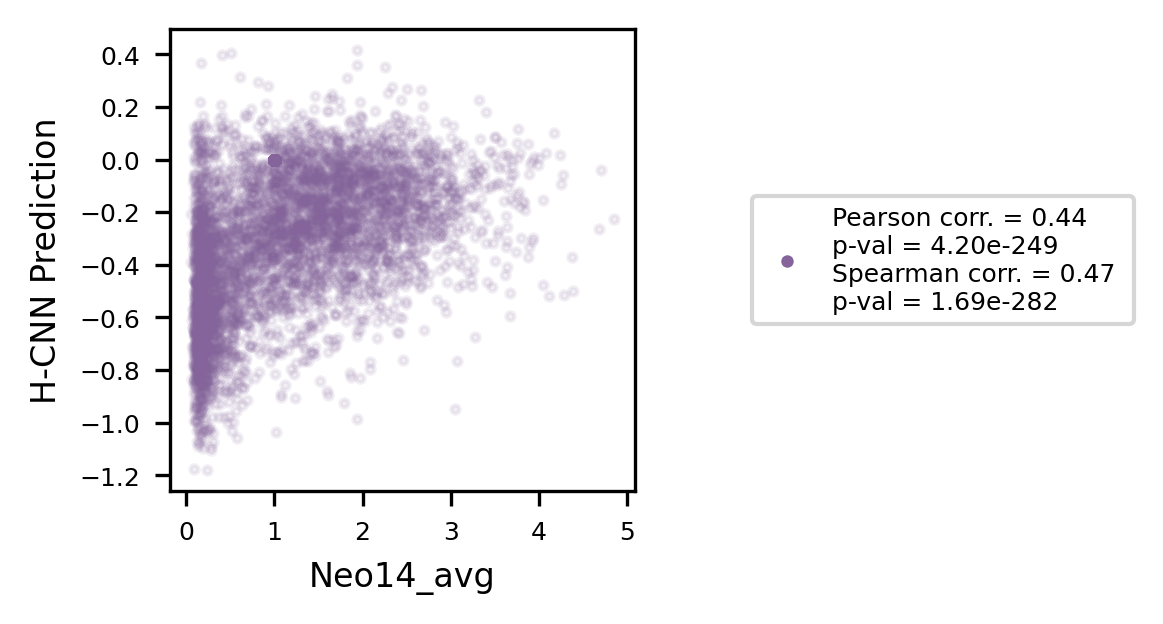 0.4
0.2
0.0
−0.2
−0.4
−0.6
−0.8
−1.0
−1.2
H-CNN Prediction
0 1 2 3 4 5
Neo14_avg
Pearson corr. = 0.44
p-val = 4.20e-249
Spearman corr. = 0.47
p-val = 1.69e-282